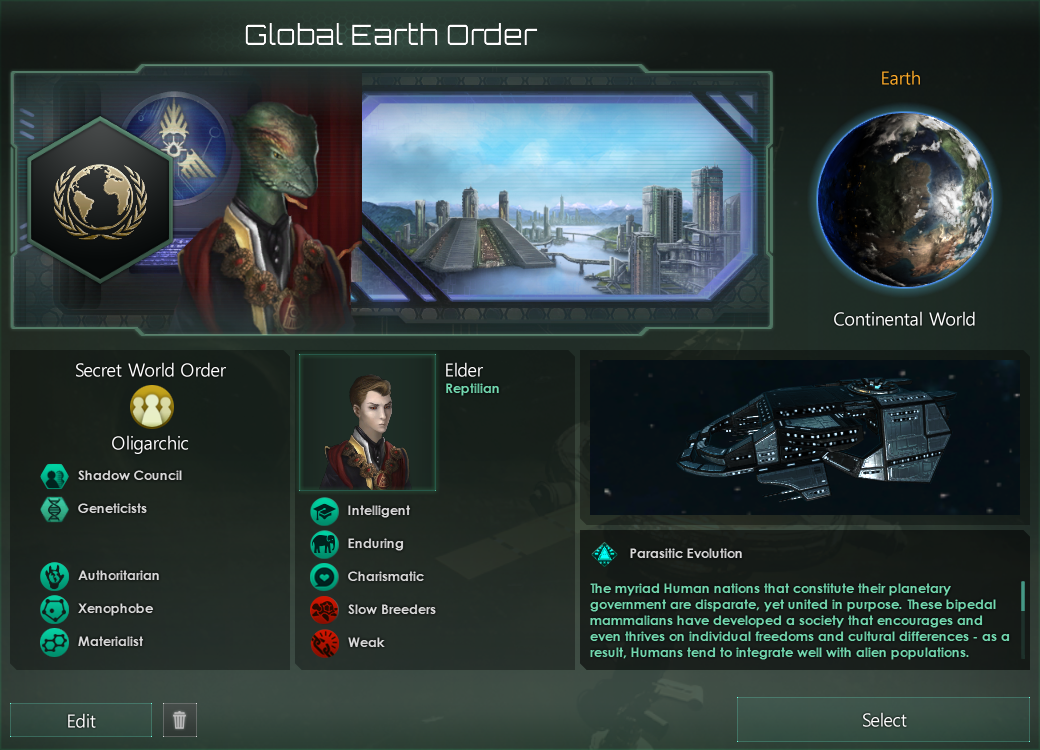 Global Earth Order
Earth
Continental World
Secret World Order
Oligarchic
Shadow Council
Geneticists
Authoritarian
Xenophobe
Materialist
Elder
Reptilian
Intelligent
Enduring
Charismatic
Slow Breeders
Weak
Parasitic Evolution
The myriad Human nations that constitute their planetary
government are disparate, yet united in purpose. These bipedal
mammalians have developed a society that encourages and
even thrives on individual freedoms and cultural differences - as a
result, Humans tend to integrate well with alien populations.
Edit
Select